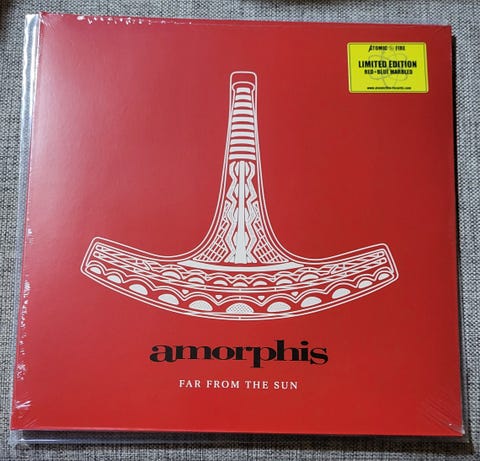 ATOMIC FIRE
LIMITED EDITION
RED+BLUE MARBLED
amorphis
FAR FROM THE SUN